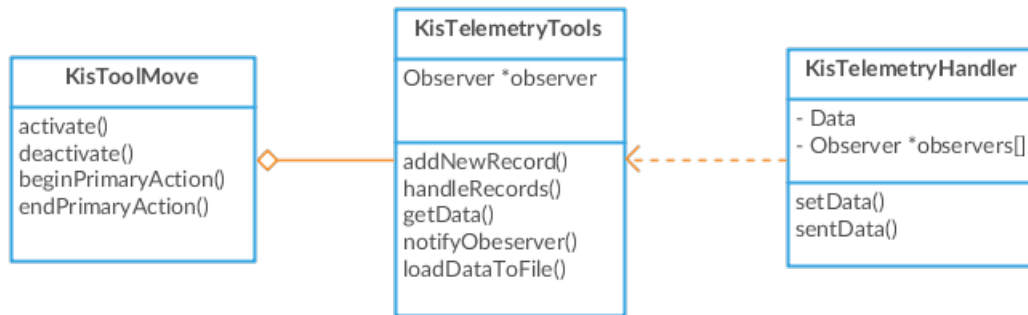 KisToolMove
activate()
deactivate()
beginPrimaryAction()
endPrimaryAction()
KisTelemetryTools
Observer *observer
addNewRecord()
handleRecords()
getData()
notifyObeserver()
loadDataToFile()
KisTelemetryHandler
- Data
- Observer *observers[]
setData()
sentData()